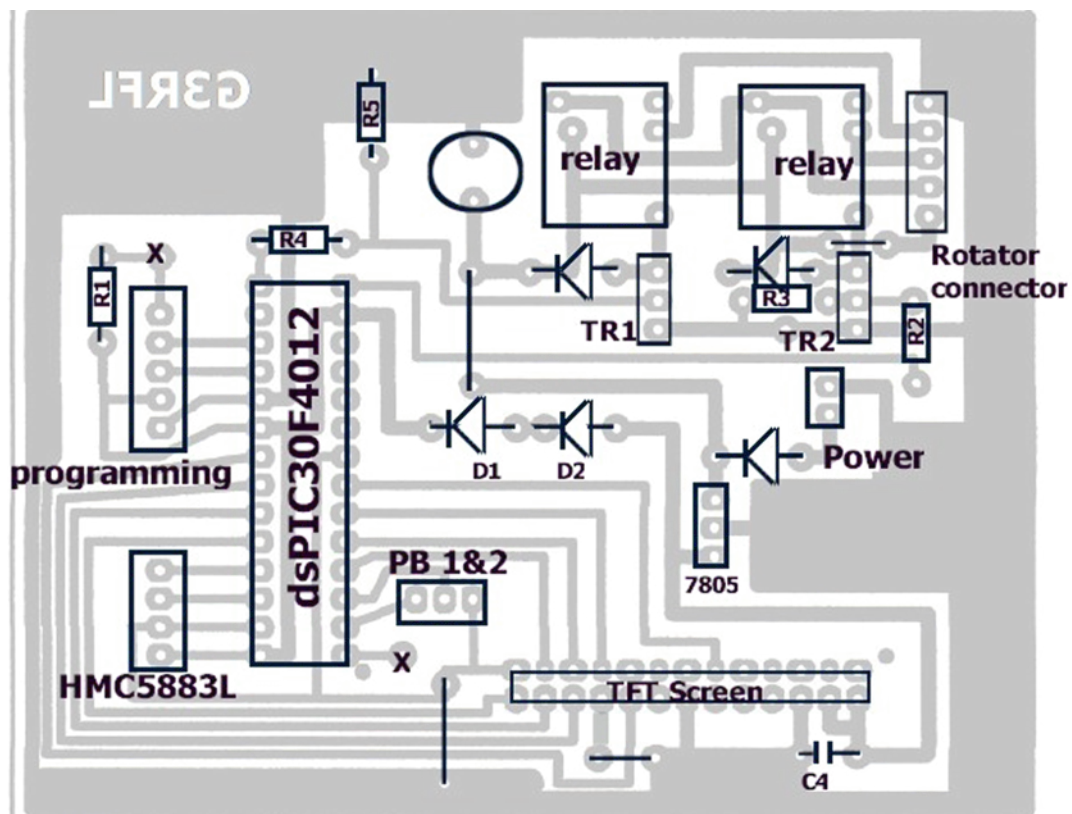 G3RFL
R5
relay
relay
R4
X
R1
Rotator
connector
R3
TR1
TR2
R2
dsPIC30F4012
programming
D1
D2
Power
PB 1&2
7805
X
HMC5883L
TFT Screen
C4